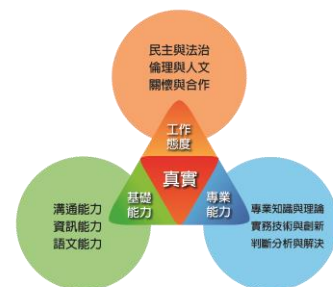 民主與法治
倫理與人文
關懷與合作
工作
態度
真實
基礎
能力
專業
能力
溝通能力
資訊能力
語文能力
專業知識與理論
實務技術與創新
判斷分析與解決